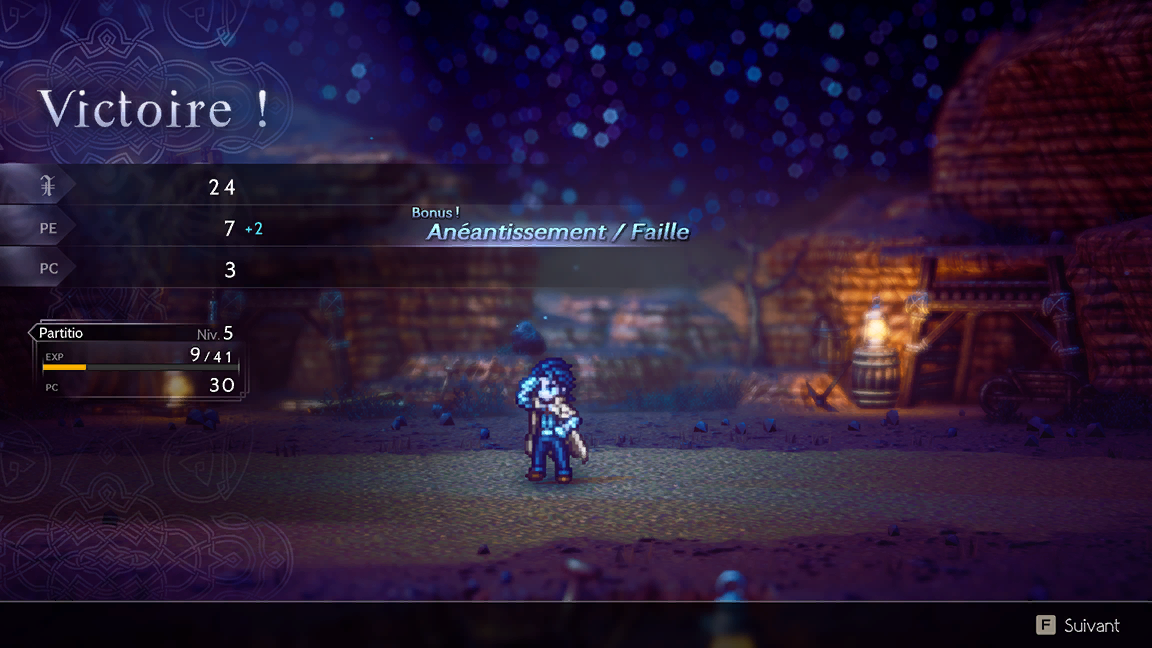 Victoire !
24
PE 7 +2
Bonus !
Anéantissement / Faille
PC 3
Partitio Niv. 5
EXP 9/41
PC 30
F Suivant